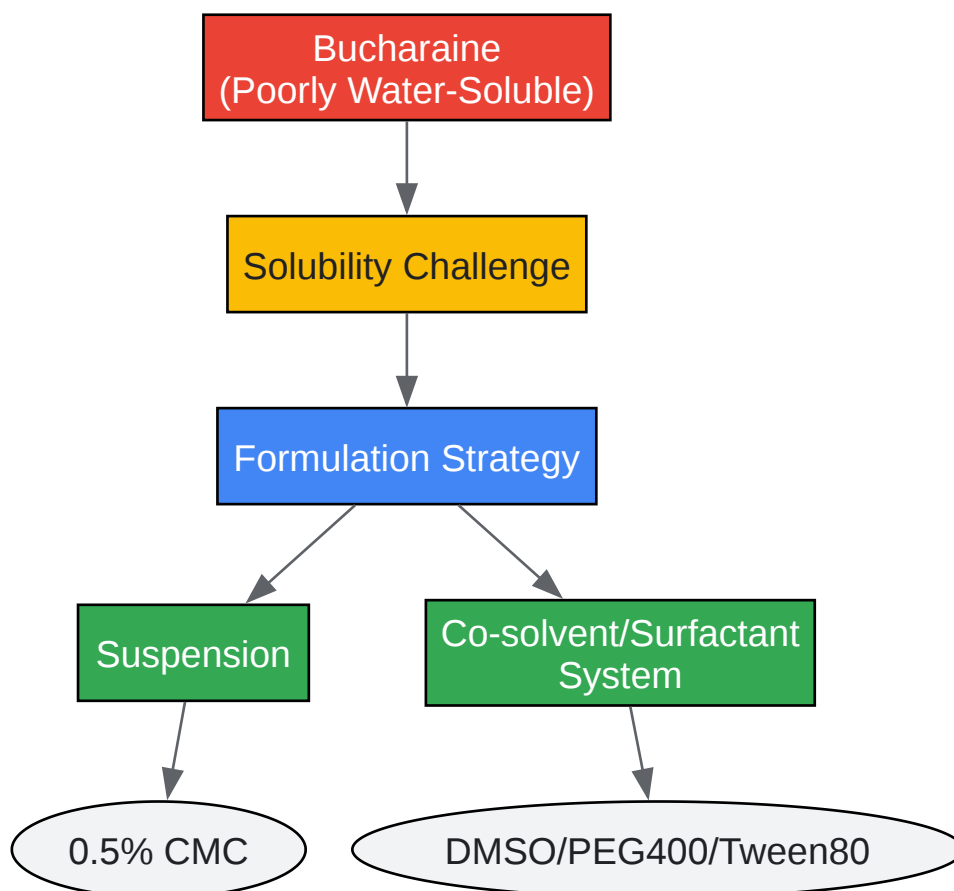 Bucharaine
(Poorly Water-Soluble)
Solubility Challenge
Formulation Strategy
Suspension
Co-solvent/Surfactant
System
0.5% CMC
DMSO/PEG400/Tween80